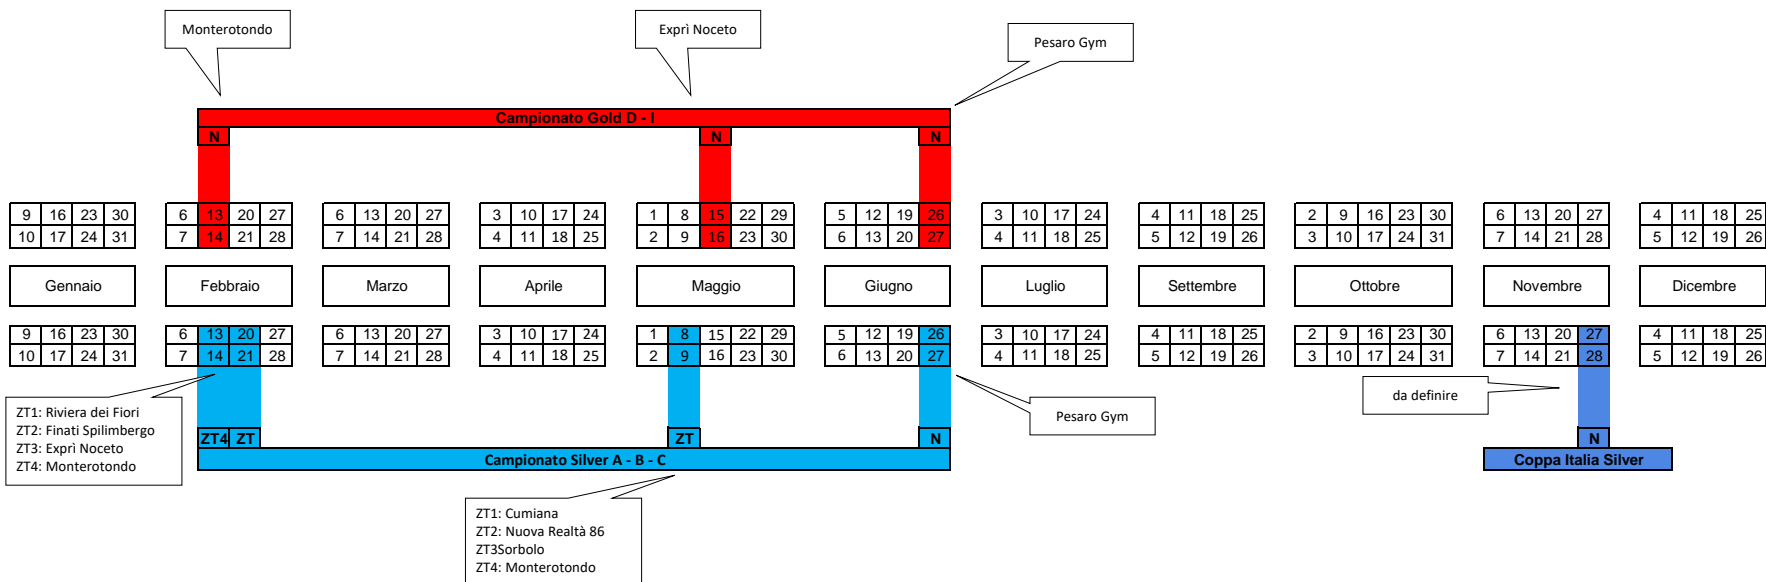 Monterotondo
Exprì Noceto
Pesaro Gym
Campionato Gold D - I
N N N
9 16 23 30 6 13 20 27 6 13 20 27 3 10 17 24 1 8 15 22 29 5 12 19 26 3 10 17 24 4 11 18 25 2 9 16 23 30 6 13 20 27 4 11 18 25
10 17 24 31 7 14 21 28 7 14 21 28 4 11 18 25 2 9 16 23 30 6 13 20 27 4 11 18 25 5 12 19 26 3 10 17 24 31 7 14 21 28 5 12 19 26
Gennaio Febbraio Marzo Aprile Maggio Giugno Luglio Settembre Ottobre Novembre Dicembre
9 16 23 30 6 13 20 27 6 13 20 27 3 10 17 24 1 8 15 22 29 5 12 19 26 3 10 17 24 4 11 18 25 2 9 16 23 30 6 13 20 27 4 11 18 25
10 17 24 31 7 14 21 28 7 14 21 28 4 11 18 25 2 9 16 23 30 6 13 20 27 4 11 18 25 5 12 19 26 3 10 17 24 31 7 14 21 28 5 12 19 26
ZT1: Riviera dei Fiori
ZT2: Finati Spilimbergo
ZT3: Exprì Noceto
ZT4: Monterotondo
Pesaro Gym
da definire
ZT4 ZT ZT N N
Campionato Silver A - B - C
Coppa Italia Silver
ZT1: Cumiana
ZT2: Nuova Realtà 86
ZT3Sorbolo
ZT4: Monterotondo